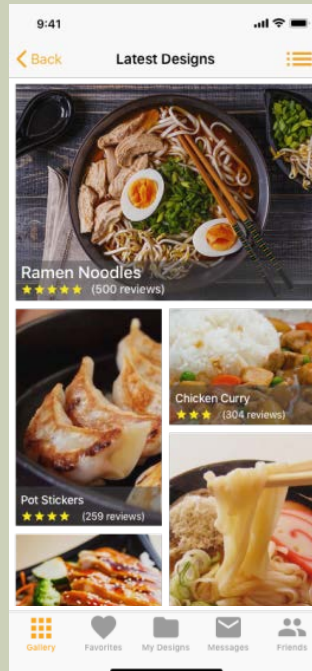 9:41
Back
Latest Designs
Ramen Noodles
(500 reviews)
Chicken Curry
(304 reviews)
Pot Stickers
(259 reviews)
Gallery
Favorites
My Designs
Messages
Friends